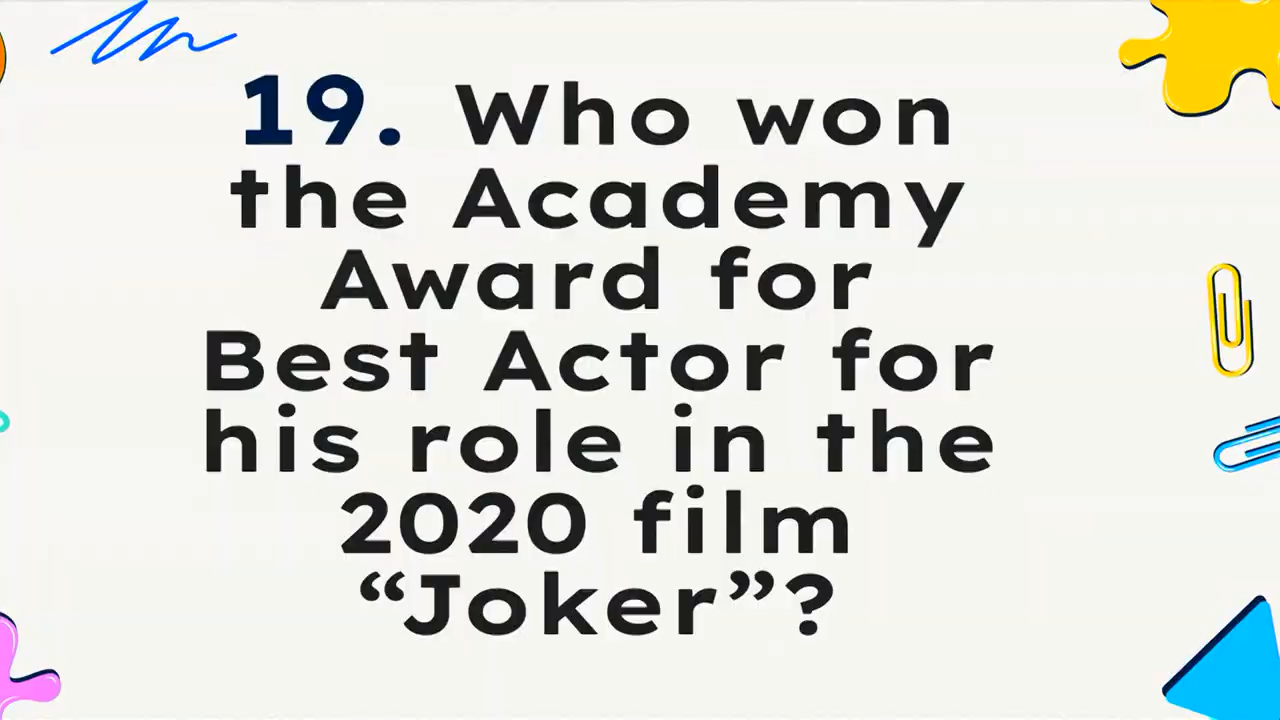 19. Who won
the Academy
Award for
Best Actor for
his role in the
2020 film
“Joker”?